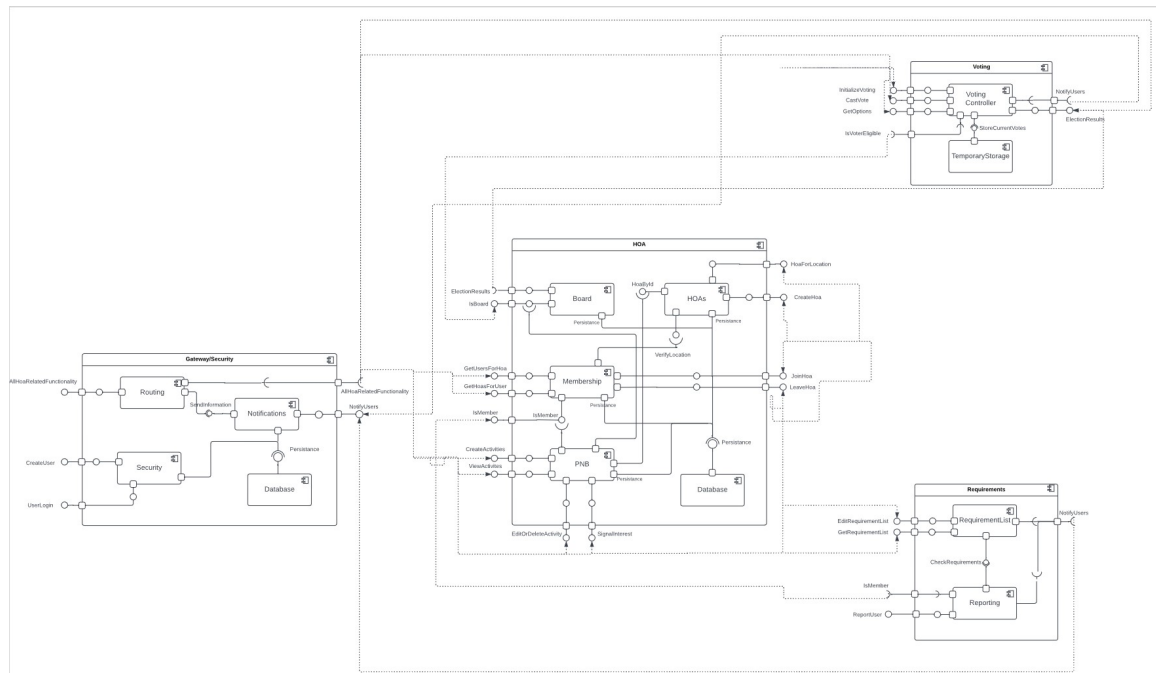 Voting
InitializeVoting
CastVote
GetOptions
IsVoterEligible
Voting
Controller
NotifyUsers
ElectionResults
StoreCurrentVotes
TemporaryStorage
HOA
HoaForLocation
HoaById
ElectionResults
IsBoard
Board
HOAs
CreateHoa
Persistance
Persistance
VerifyLocation
GetUsersForHoa
GetHoasForUser
Membership
JoinHoa
LeaveHoa
Persistance
IsMember
IsMember
CreateActivities
ViewActivities
PNB
Persistance
Persistance
Database
EditOrDeleteActivity
SignalInterest
Gateway/Security
AllHoaRelatedFunctionality
Routing
AllHoaRelatedFunctionality
SendInformation
Notifications
NotifyUsers
CreateUser
Security
Persistance
Database
UserLogin
Requirements
EditRequirementList
GetRequirementList
RequirementList
NotifyUsers
CheckRequirements
IsMember
Reporting
ReportUser